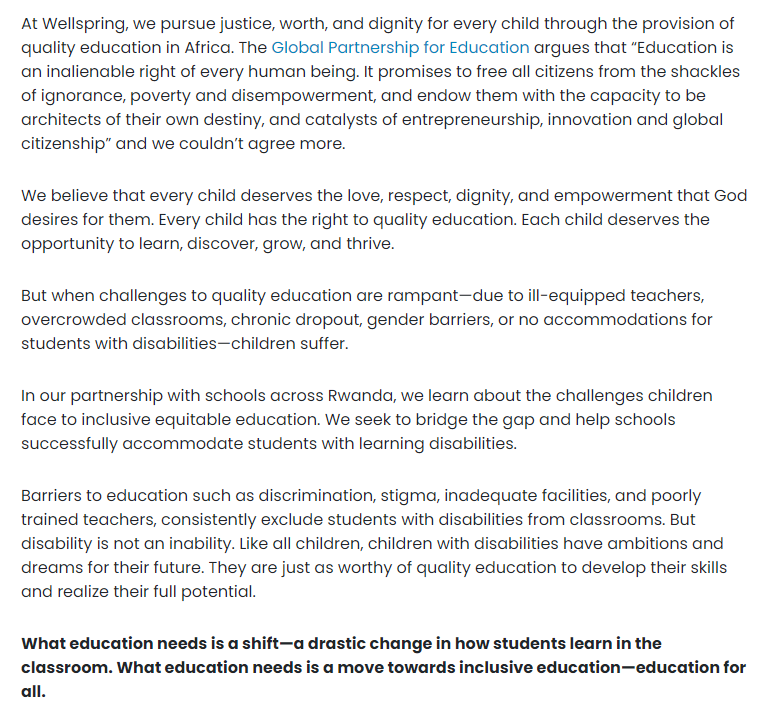 At Wellspring, we pursue justice, worth, and dignity for every child through the provision of
quality education in Africa. The Global Partnership for Education argues that “Education is
an inalienable right of every human being. It promises to free all citizens from the shackles
of ignorance, poverty and disempowerment, and endow them with the capacity to be
architects of their own destiny, and catalysts of entrepreneurship, innovation and global
citizenship” and we couldn’t agree more.
We believe that every child deserves the love, respect, dignity, and empowerment that God
desires for them. Every child has the right to quality education. Each child deserves the
opportunity to learn, discover, grow, and thrive.
But when challenges to quality education are rampant—due to ill-equipped teachers,
overcrowded classrooms, chronic dropout, gender barriers, or no accommodations for
students with disabilities—children suffer.
In our partnership with schools across Rwanda, we learn about the challenges children
face to inclusive equitable education. We seek to bridge the gap and help schools
successfully accommodate students with learning disabilities.
Barriers to education such as discrimination, stigma, inadequate facilities, and poorly
trained teachers, consistently exclude students with disabilities from classrooms. But
disability is not an inability. Like all children, children with disabilities have ambitions and
dreams for their future. They are just as worthy of quality education to develop their skills
and realize their full potential.
What education needs is a shift—a drastic change in how students learn in the
classroom. What education needs is a move towards inclusive education—education for
all.